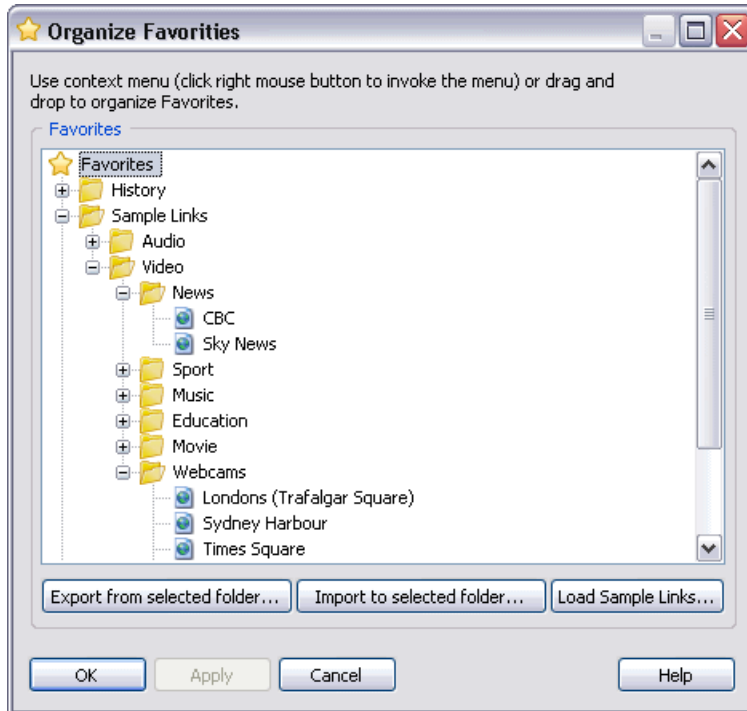 Organize Favorities
Use context menu (click right mouse button to invoke the menu) or drag and
drop to organize Favorites.
Favorites
Favorites
History
Sample Links
Audio
Video
News
CBC
Sky News
Sport
Music
Education
Movie
Webcams
Londons (Trafalgar Square)
Sydney Harbour
Times Square
Export from selected folder... Import to selected folder... Load Sample Links...
OK Apply Cancel Help